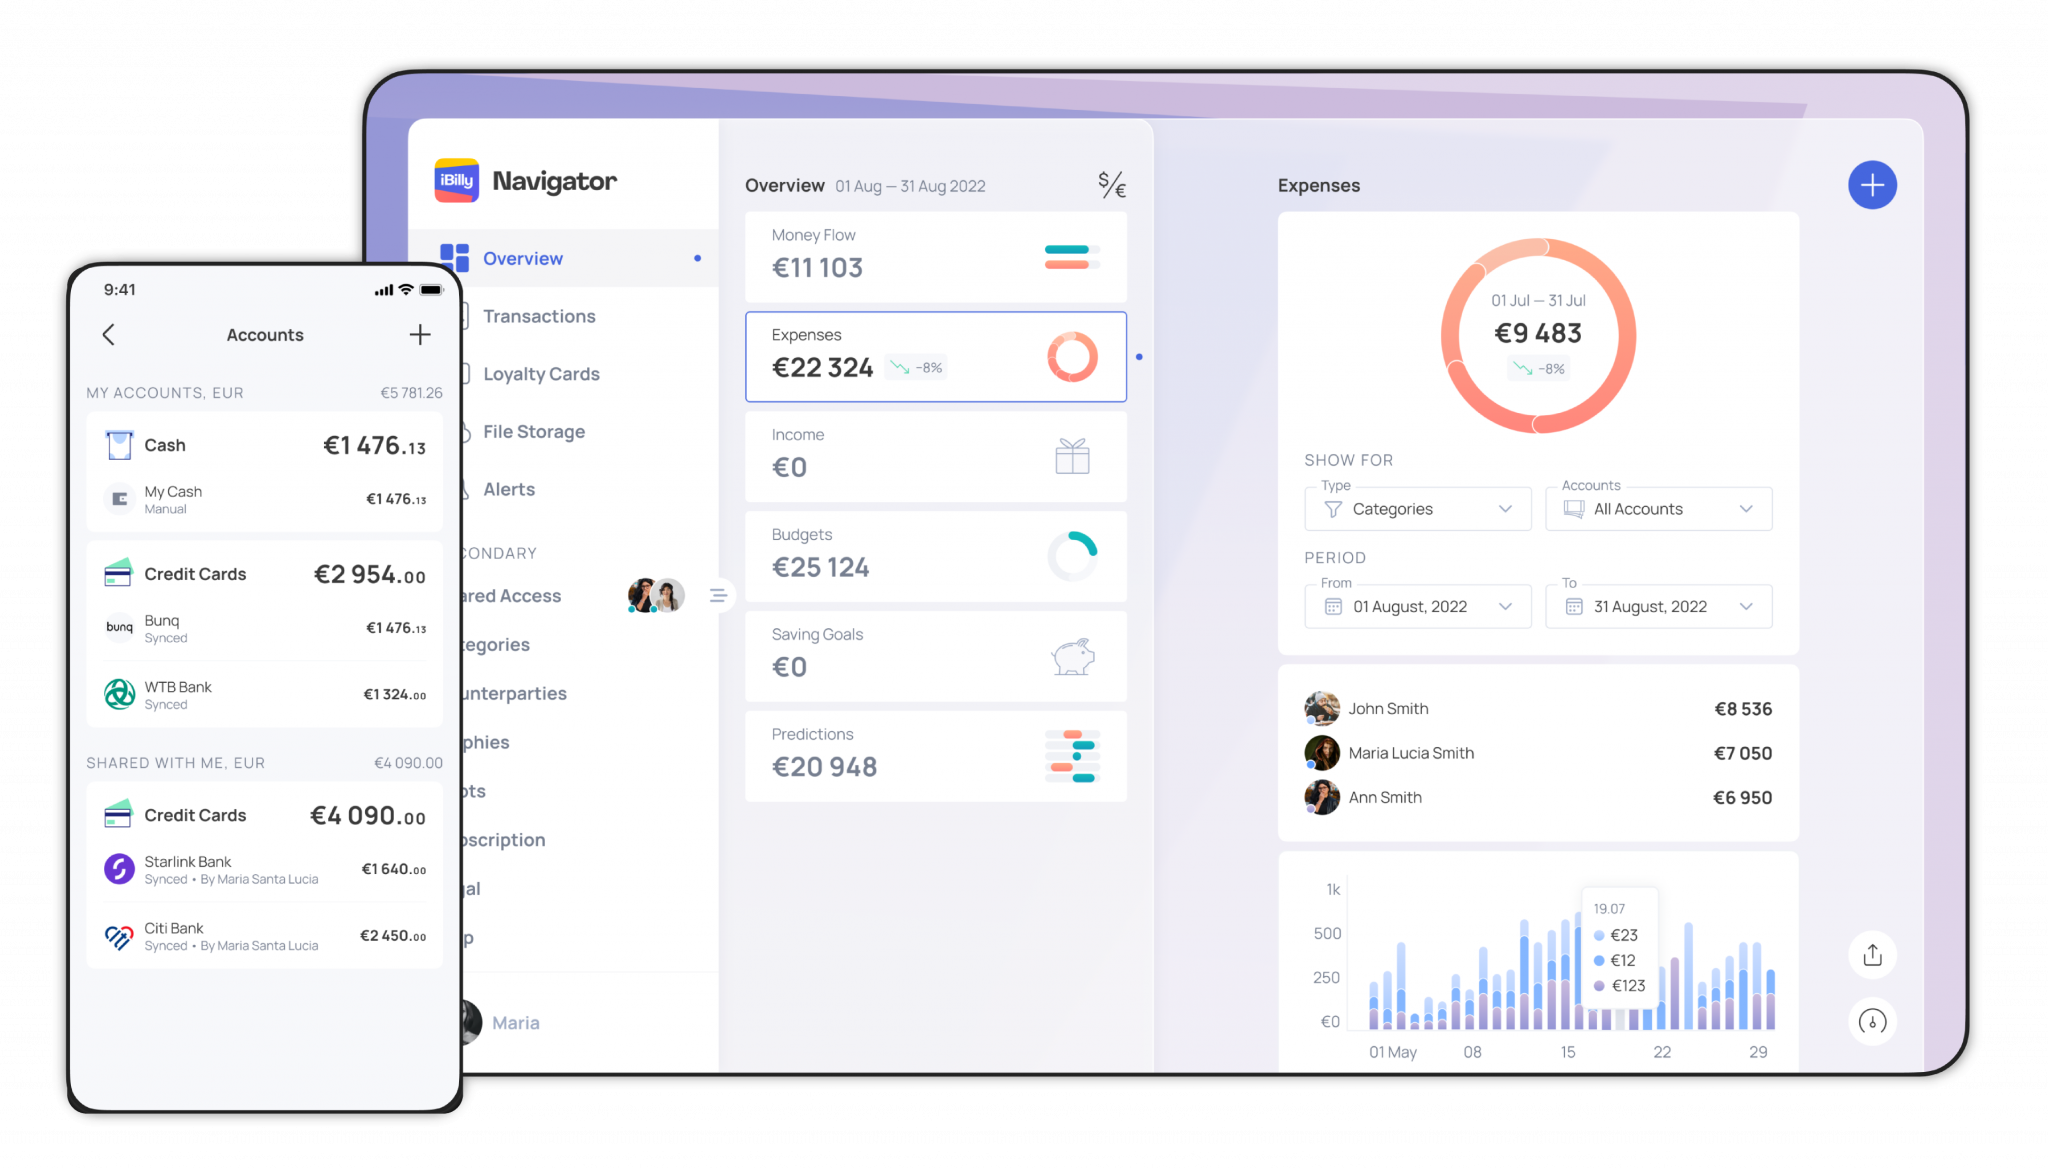 9:41
Accounts
MY ACCOUNTS, EUR €5 781.26
Cash €1 476.13
My Cash
Manual
€1 476.13
Credit Cards €2 954.00
bunq
Bunq
Synced
€1 476.13
WTB Bank
Synced
€1 324.00
SHARED WITH ME, EUR €4 090.00
Credit Cards €4 090.00
Starlink Bank
Synced • By Maria Santa Lucia
€1 640.00
Citi Bank
Synced • By Maria Santa Lucia
€2 450.00
iBilly Navigator
Overview
Transactions
Loyalty Cards
File Storage
Alerts
CONDARY
ared Access
tegories
unterparties
phies
ots
oscription
gal
p
Maria
Overview 01 Aug — 31 Aug 2022 $/€
Money Flow
€11 103
Expenses
€22 324 -8%
Income
€0
Budgets
€25 124
Saving Goals
€0
Predictions
€20 948
Expenses
01 Jul — 31 Jul
€9 483
-8%
SHOW FOR
Type
Categories
Accounts
All Accounts
PERIOD
From
01 August, 2022
To
31 August, 2022
John Smith €8 536
Maria Lucia Smith €7 050
Ann Smith €6 950
1k
500
250
€0
19.07
€23
€12
€123
01 May 08 15 22 29